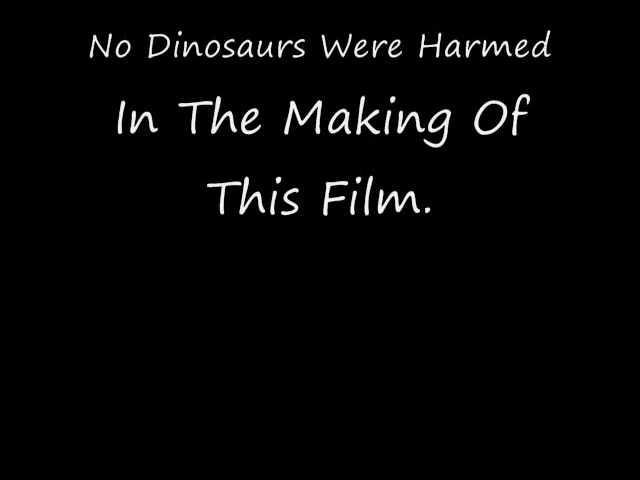 No Dinosaurs Were Harmed
In The Making Of
This Film.